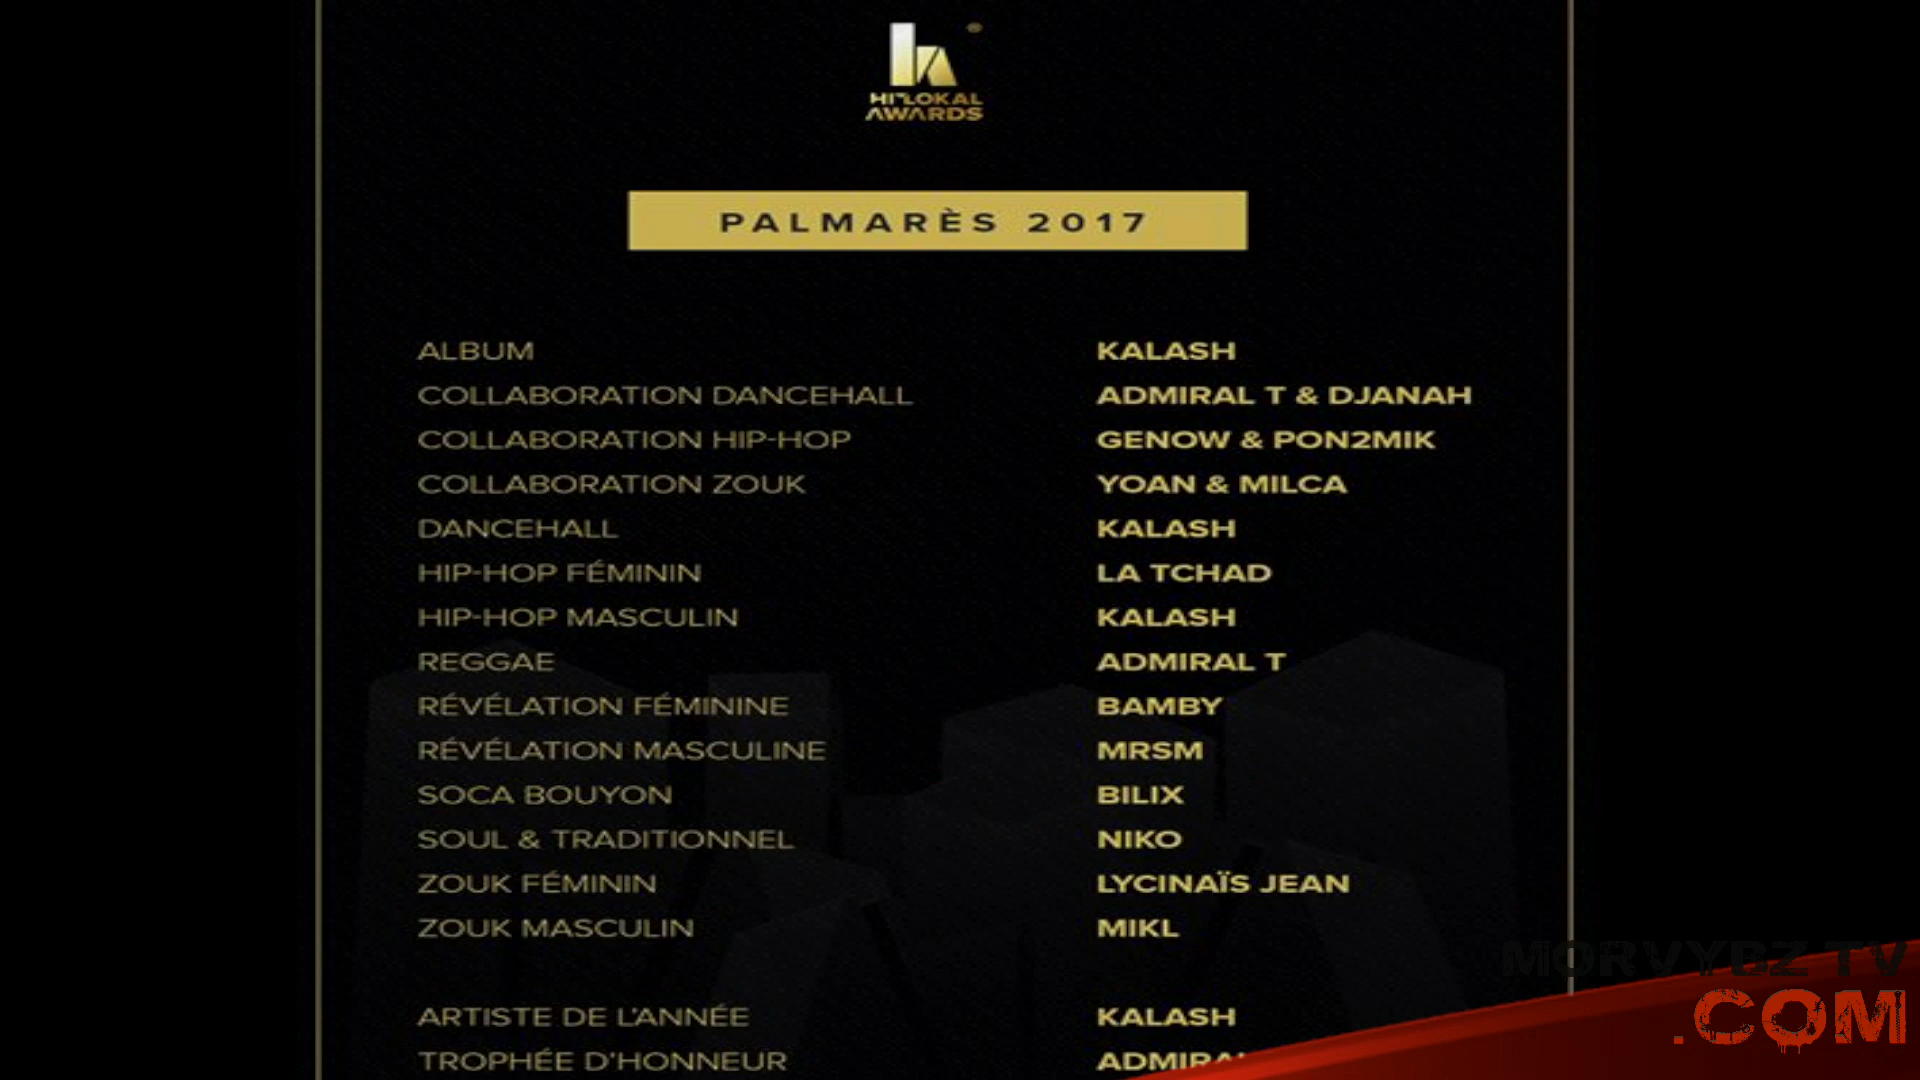 HITLOKAL
AWARDS
PALMARÈS 2017
ALBUM KALASH
COLLABORATION DANCEHALL ADMIRAL T & DJANAH
COLLABORATION HIP-HOP GENOW & PON2MIK
COLLABORATION ZOUK YOAN & MILCA
DANCEHALL KALASH
HIP-HOP FÉMININ LA TCHAD
HIP-HOP MASCULIN KALASH
REGGAE ADMIRAL T
RÉVÉLATION FÉMININE BAMBY
RÉVÉLATION MASCULINE MRSM
SOCA BOUYON BILIX
SOUL & TRADITIONNEL NIKO
ZOUK FÉMININ LYCINAÏS JEAN
ZOUK MASCULIN MIKL
ARTISTE DE L'ANNÉE KALASH
TROPHÉE D'HONNEUR
MORVYBZ TV
.COM